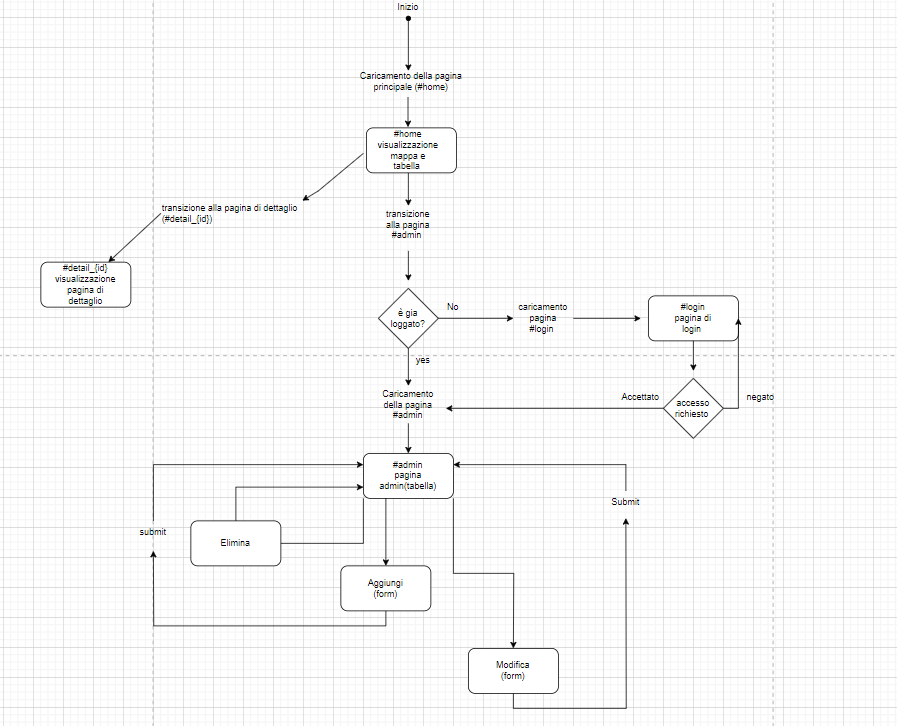 Inizio
Caricamento della pagina
principale (#home)
#home
visualizzazione
mappa e
tabella
transizione alla pagina di dettaglio
(#detail_{id})
transizione
alla pagina
#admin
#detail_{id}
visualizzazione
pagina di
dettaglio
è gia
loggato?
No
caricamento
pagina
#login
#login
pagina di
login
yes
Caricamento
della pagina
#admin
Accettato
accesso
richiesto
negato
#admin
pagina
admin(tabella)
Submit
submit
Elimina
Aggiungi
(form)
Modifica
(form)